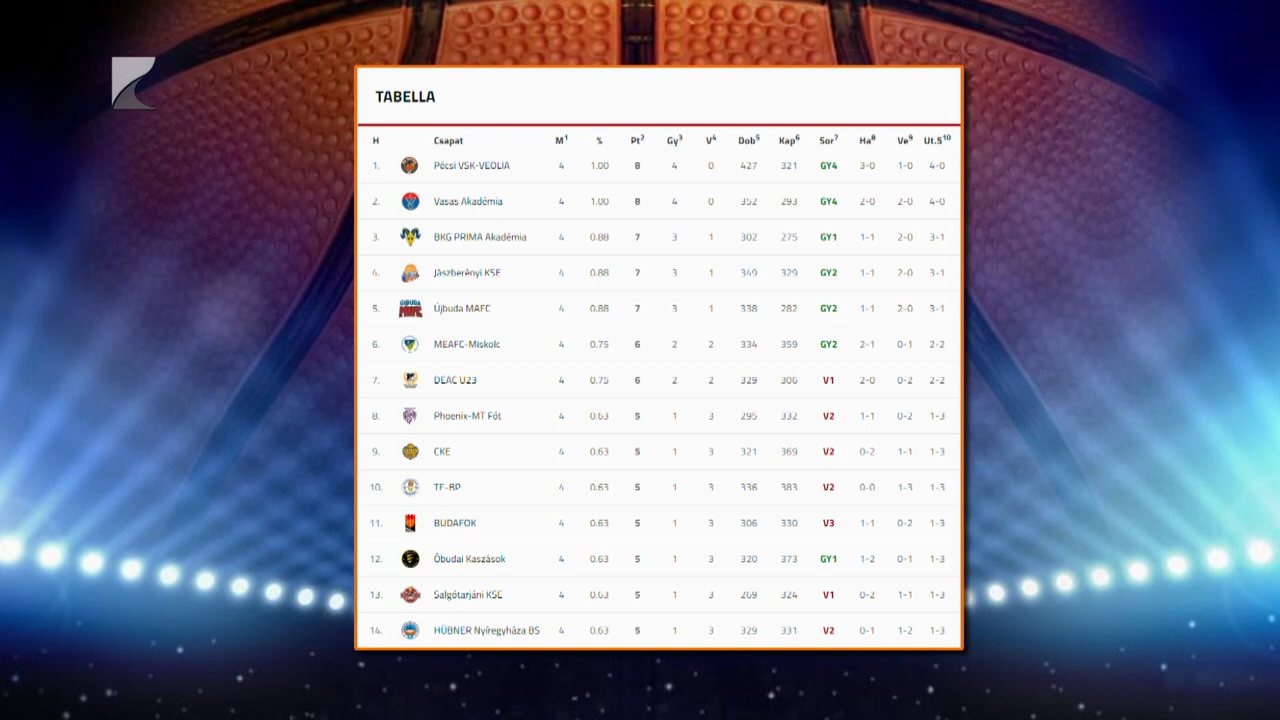 TABELLA
H Csapat M1 % Pt2 Gy3 V4 Dob5 Kap6 Sor7 Ha8 Ve9 Ut.510
1. Pécsi VSK-VEOLIA 4 1.00 8 4 0 427 321 GY4 3-0 1-0 4-0
2. Vasas Akadémia 4 1.00 8 4 0 352 293 GY4 2-0 2-0 4-0
3. BKG PRIMA Akadémia 4 0.88 7 3 1 302 275 GY1 1-1 2-0 3-1
4. Jászberényi KSE 4 0.88 7 3 1 349 329 GY2 1-1 2-0 3-1
5. Újbuda MAFC 4 0.88 7 3 1 338 282 GY2 1-1 2-0 3-1
6. MEAFC-Miskolc 4 0.75 6 2 2 334 359 GY2 2-1 0-1 2-2
7. DEAC U23 4 0.75 6 2 2 329 306 V1 2-0 0-2 2-2
8. Phoenix-MT Fót 4 0.63 5 1 3 295 332 V2 1-1 0-2 1-3
9. CKE 4 0.63 5 1 3 321 369 V2 0-2 1-1 1-3
10. TF-BP 4 0.63 5 1 3 336 383 V2 0-0 1-3 1-3
11. BUDAFOK 4 0.63 5 1 3 306 330 V3 1-1 0-2 1-3
12. Óbudai Kaszások 4 0.63 5 1 3 320 373 GY1 1-2 0-1 1-3
13. Salgótarjáni KSE 4 0.63 5 1 3 269 324 V1 0-2 1-1 1-3
14. HÜBNER Nyíregyháza BS 4 0.63 5 1 3 329 331 V2 0-1 1-2 1-3